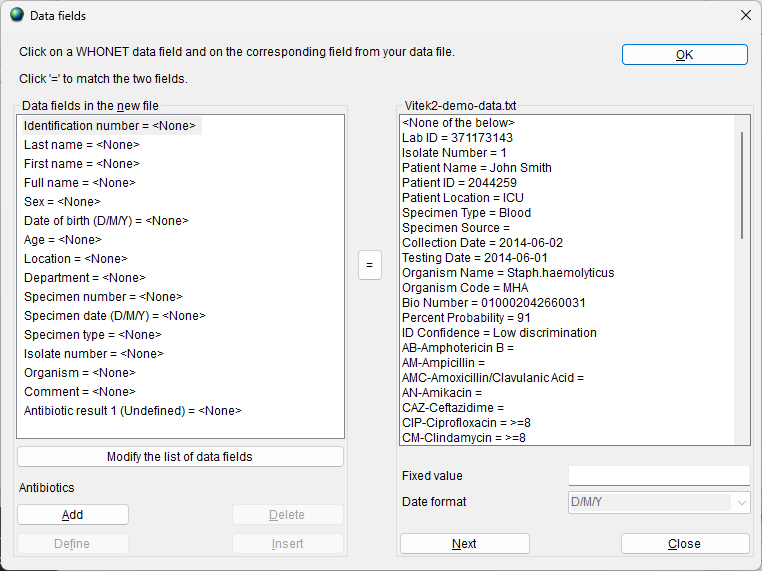 Data fields
Click on a WHONET data field and on the corresponding field from your data file.
OK
Click '=' to match the two fields.
Data fields in the new file
Identification number = <None>
Last name = <None>
First name = <None>
Full name = <None>
Sex = <None>
Date of birth (D/M/Y) = <None>
Age = <None>
Location = <None>
Department = <None>
Specimen number = <None>
Specimen date (D/M/Y) = <None>
Specimen type = <None>
Isolate number = <None>
Organism = <None>
Comment = <None>
Antibiotic result 1 (Undefined) = <None>
Modify the list of data fields
Antibiotics
Add
Delete
Define
Insert
=
Vitek2-demo-data.txt
<None of the below>
Lab ID = 371173143
Isolate Number = 1
Patient Name = John Smith
Patient ID = 2044259
Patient Location = ICU
Specimen Type = Blood
Specimen Source =
Collection Date = 2014-06-02
Testing Date = 2014-06-01
Organism Name = Staph.haemolyticus
Organism Code = MHA
Bio Number = 010002042660031
Percent Probability = 91
ID Confidence = Low discrimination
AB-Amphotericin B =
AM-Ampicillin =
AMC-Amoxicillin/Clavulanic Acid =
AN-Amikacin =
CAZ-Ceftazidime =
CIP-Ciprofloxacin = >=8
CM-Clindamycin = >=8
Fixed value
Date format
D/M/Y
Next
Close